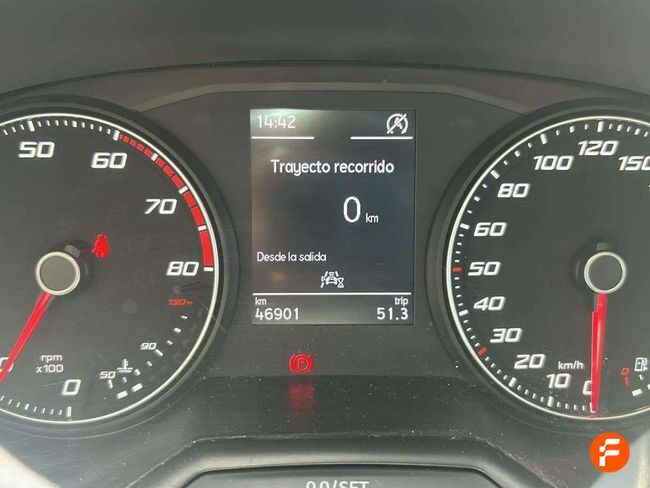 14:42
Trayecto recorrido
0 km
Desde la salida
km trip
46901 51.3
50 60 70 80
130
90
50
rpm
x100
0
0
10
20
30
40
50
60
80
100
120
150
km/h
0
0.0/SET